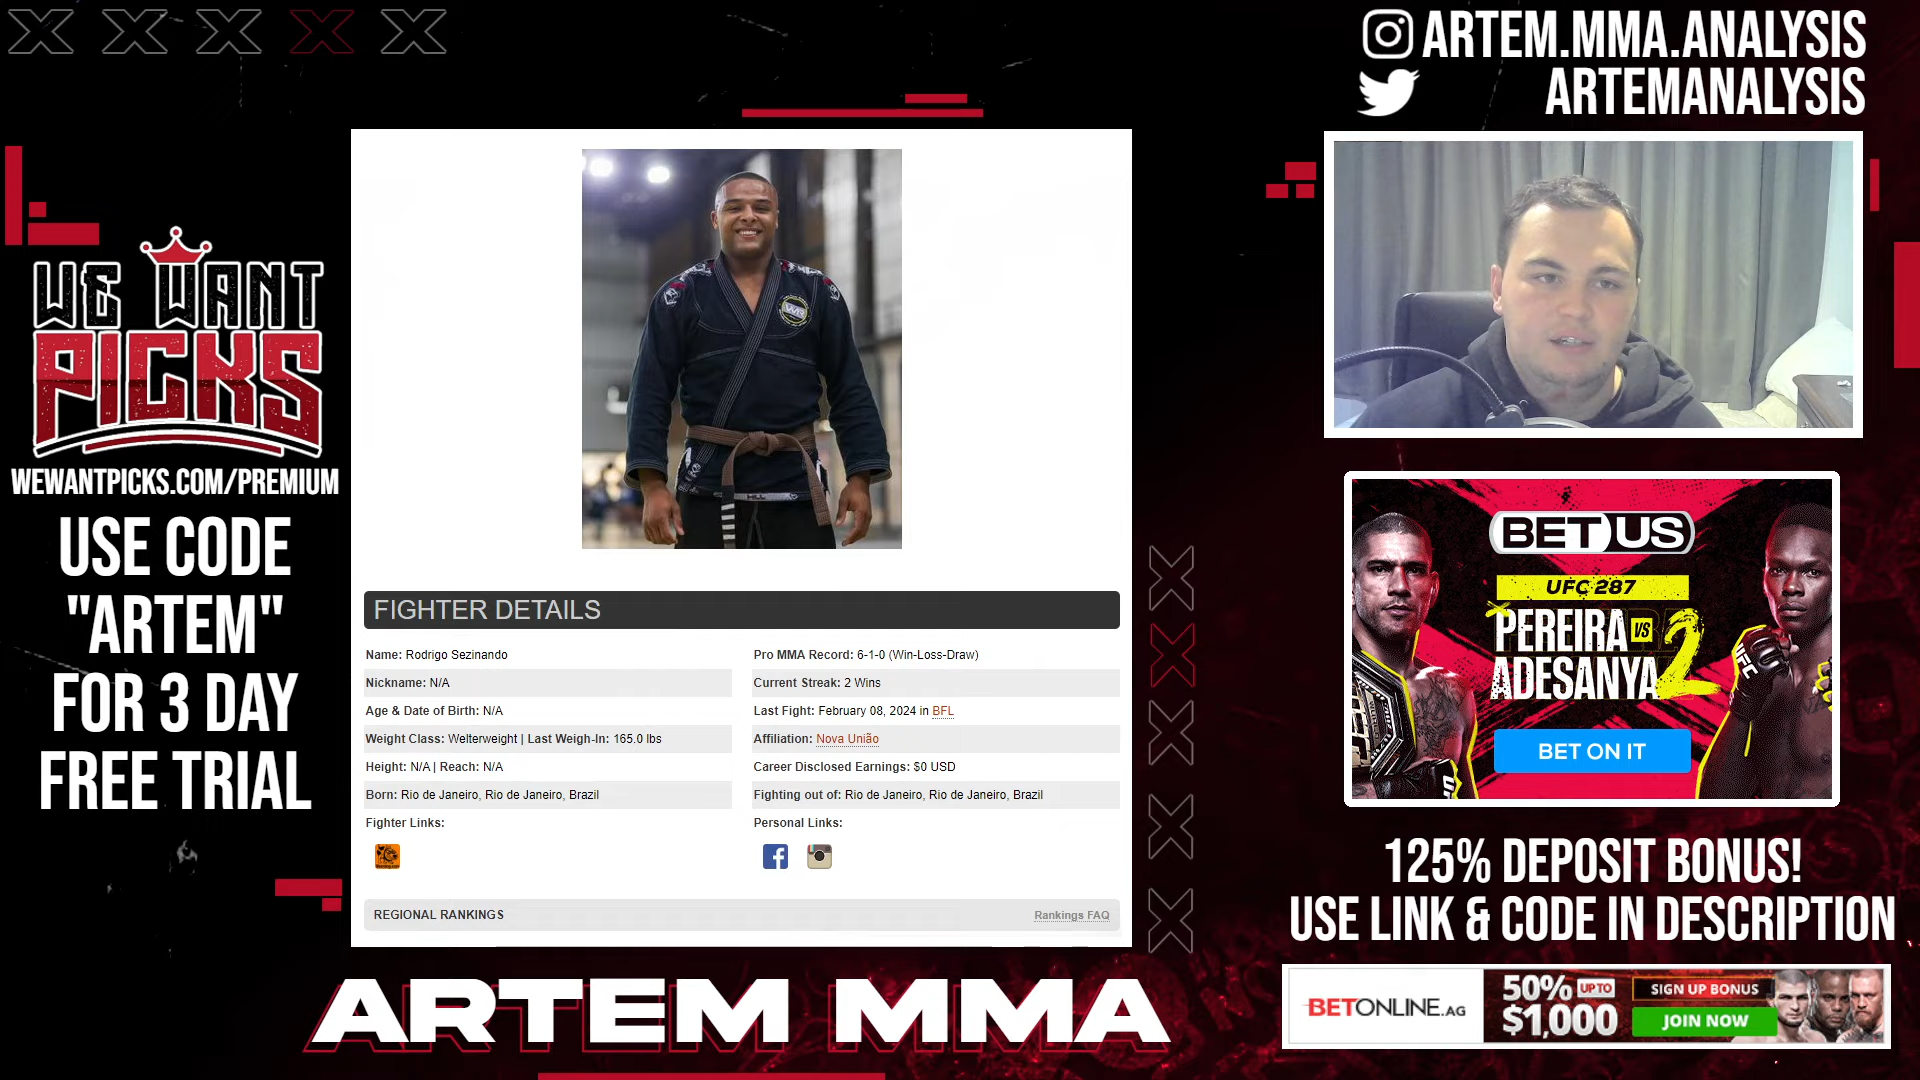 ARTEM.MMA.ANALYSIS
ARTEMANALYSIS
WE WANT
PICKS
WEWANTPICKS.COM/PREMIUM
USE CODE
"ARTEM"
FOR 3 DAY
FREE TRIAL
WR
FIGHTER DETAILS
Name: Rodrigo Sezinando
Nickname: N/A
Age & Date of Birth: N/A
Weight Class: Welterweight | Last Weigh-In: 165.0 lbs
Height: N/A | Reach: N/A
Born: Rio de Janeiro, Rio de Janeiro, Brazil
Fighter Links:
Pro MMA Record: 6-1-0 (Win-Loss-Draw)
Current Streak: 2 Wins
Last Fight: February 08, 2024 in BFL
Affiliation: Nova União
Career Disclosed Earnings: $0 USD
Fighting out of: Rio de Janeiro, Rio de Janeiro, Brazil
Personal Links:
REGIONAL RANKINGS
Rankings FAQ
ARTEM MMA
BETUS
UFC 287
PEREIRA VS
ADESANYA 2
UFC
BET ON IT
125% DEPOSIT BONUS!
USE LINK & CODE IN DESCRIPTION
BETONLINE.AG
50% UP TO
$1,000
SIGN UP BONUS
JOIN NOW